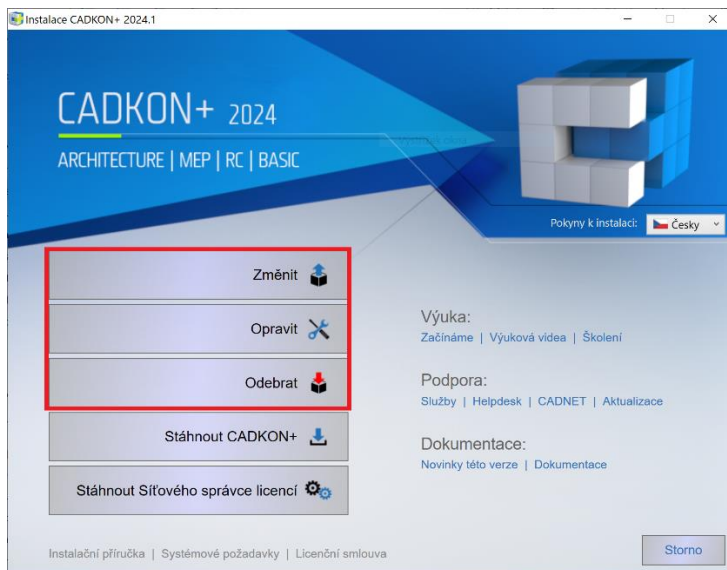 Instalace CADKON+ 2024.1
CADKON+ 2024
ARCHITECTURE | MEP | RC | BASIC
Pokyny k instalaci: Česky
Změnit
Opravit
Odebrat
Stáhnout CADKON+
Stáhnout Síťového správce licencí
Výuka:
Začínáme | Výuková videa | Školení
Podpora:
Služby | Helpdesk | CADNET | Aktualizace
Dokumentace:
Novinky této verze | Dokumentace
Instalační příručka | Systémové požadavky | Licenční smlouva
Storno